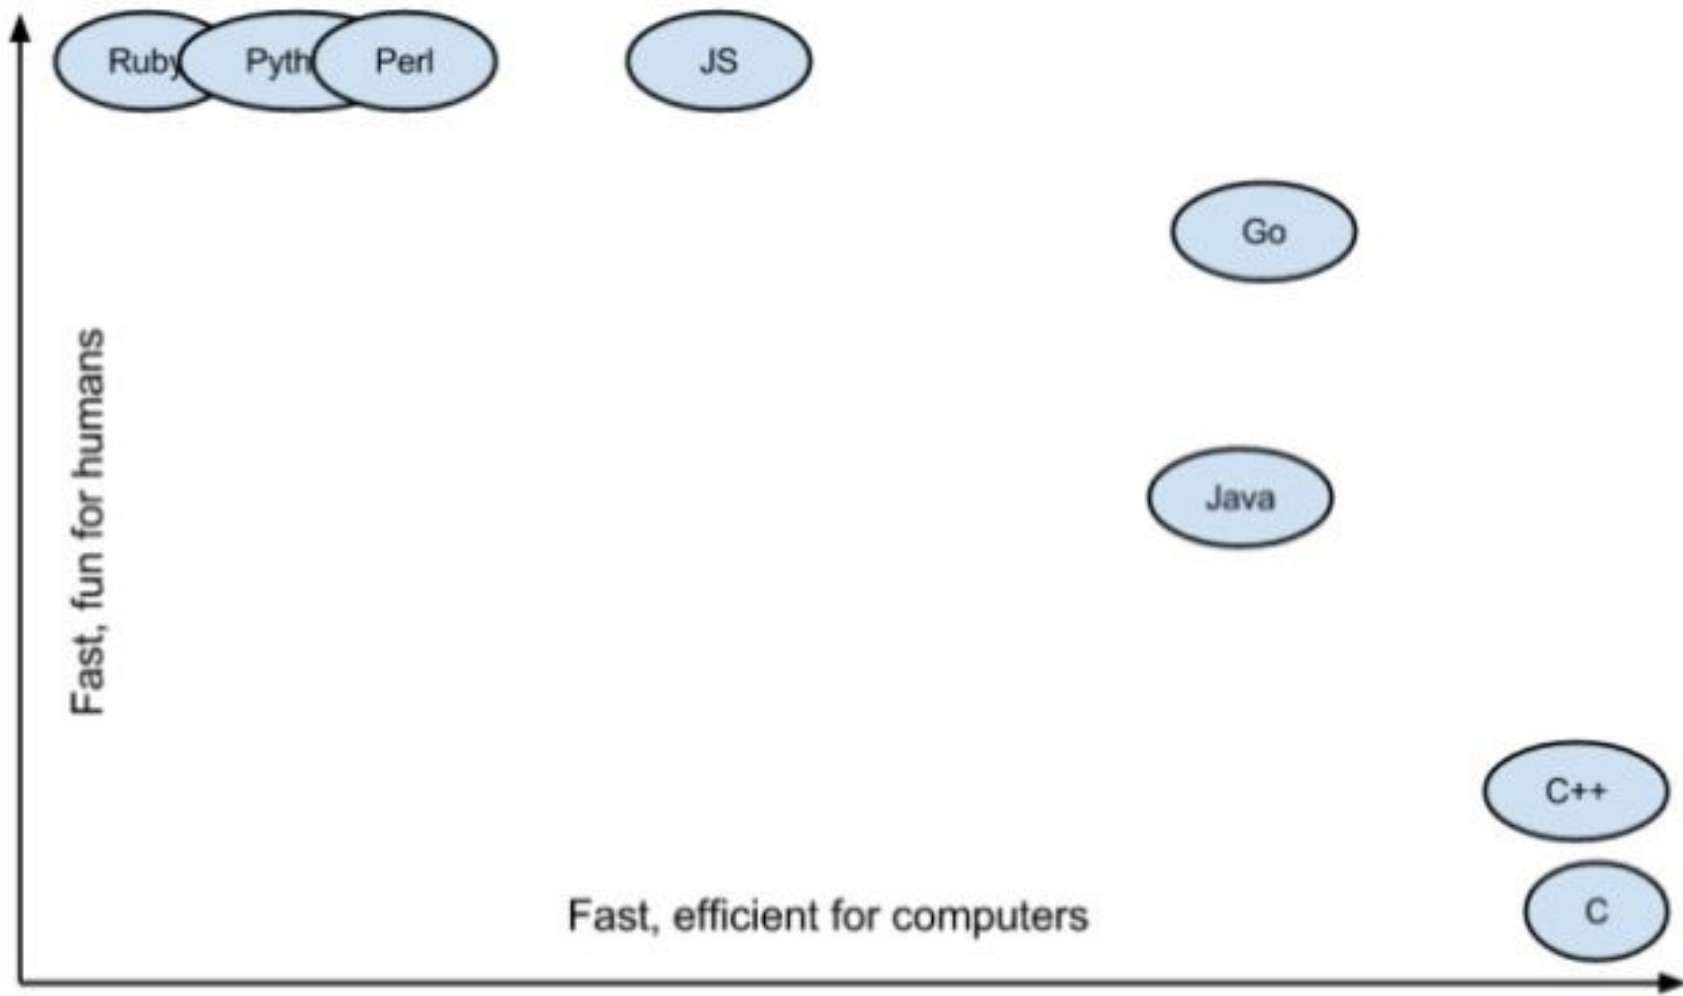 Ruby
Pyth
Perl
JS
Go
Fast, fun for humans
Java
C++
Fast, efficient for computers
C